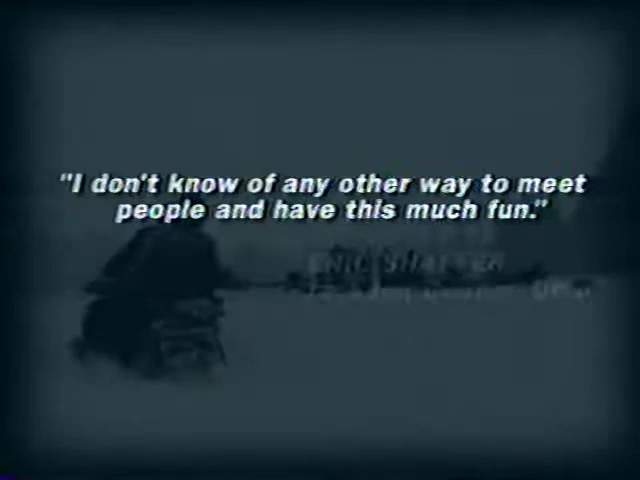 "I don't know of any other way to meet
people and have this much fun."